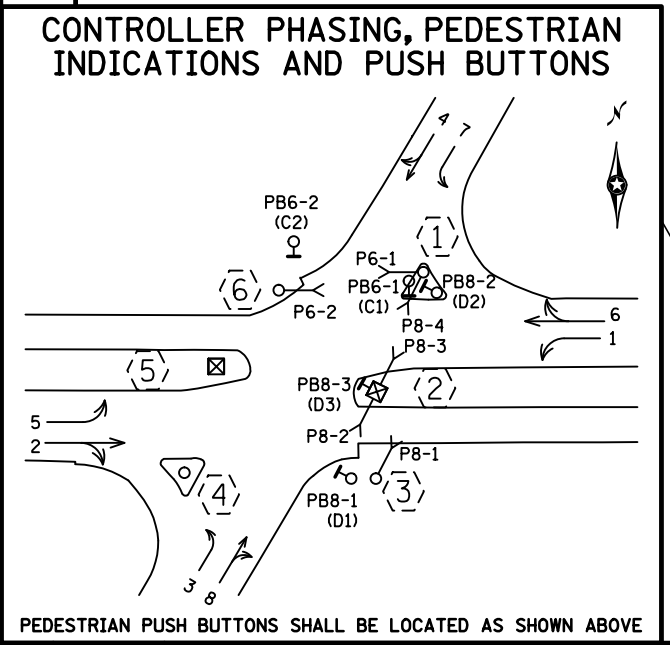 CONTROLLER PHASING, PEDESTRIAN
INDICATIONS AND PUSH BUTTONS
N
4
7
PB6-2
(C2)
1
P6-1
PB6-1
(C1)
PB8-2
(D2)
6
P6-2
P8-4
P8-3
6
1
5
2
PB8-3
(D3)
5
2
P8-2
P8-1
4
3
PB8-1
(D1)
3
8
PEDESTRIAN PUSH BUTTONS SHALL BE LOCATED AS SHOWN ABOVE